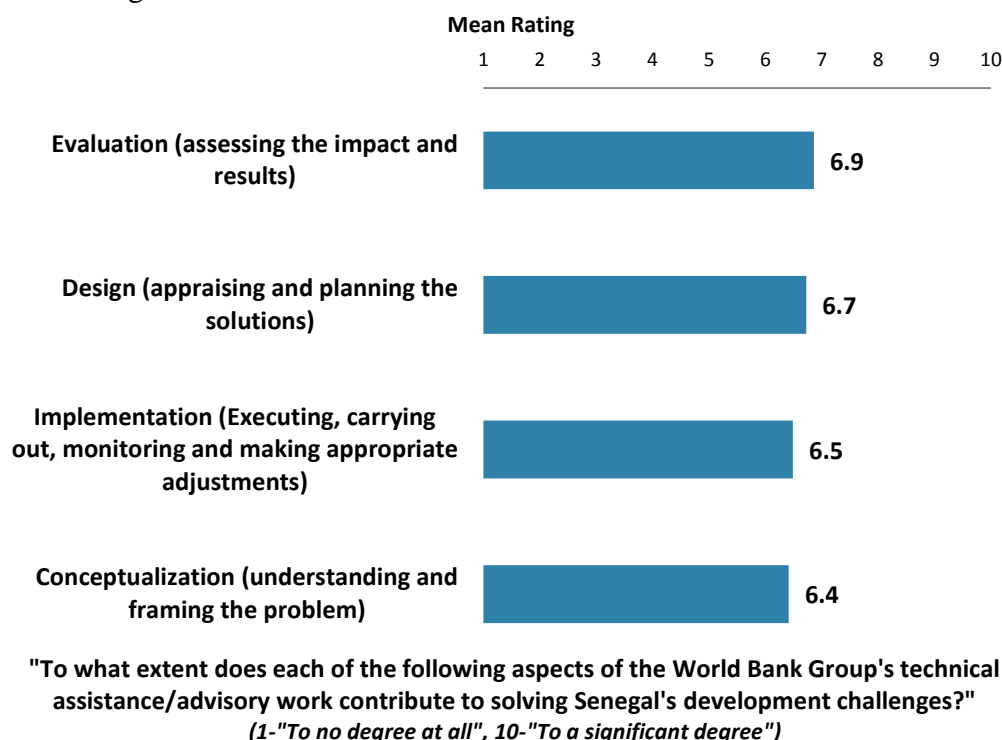 Mean Rating
1 2 3 4 5 6 7 8 9 10
Evaluation (assessing the impact and
results)
6.9
Design (appraising and planning the
solutions)
6.7
Implementation (Executing, carrying
out, monitoring and making appropriate
adjustments)
6.5
Conceptualization (understanding and
framing the problem)
6.4
"To what extent does each of the following aspects of the World Bank Group's technical
assistance/advisory work contribute to solving Senegal's development challenges?"
(1-"To no degree at all", 10-"To a significant degree")